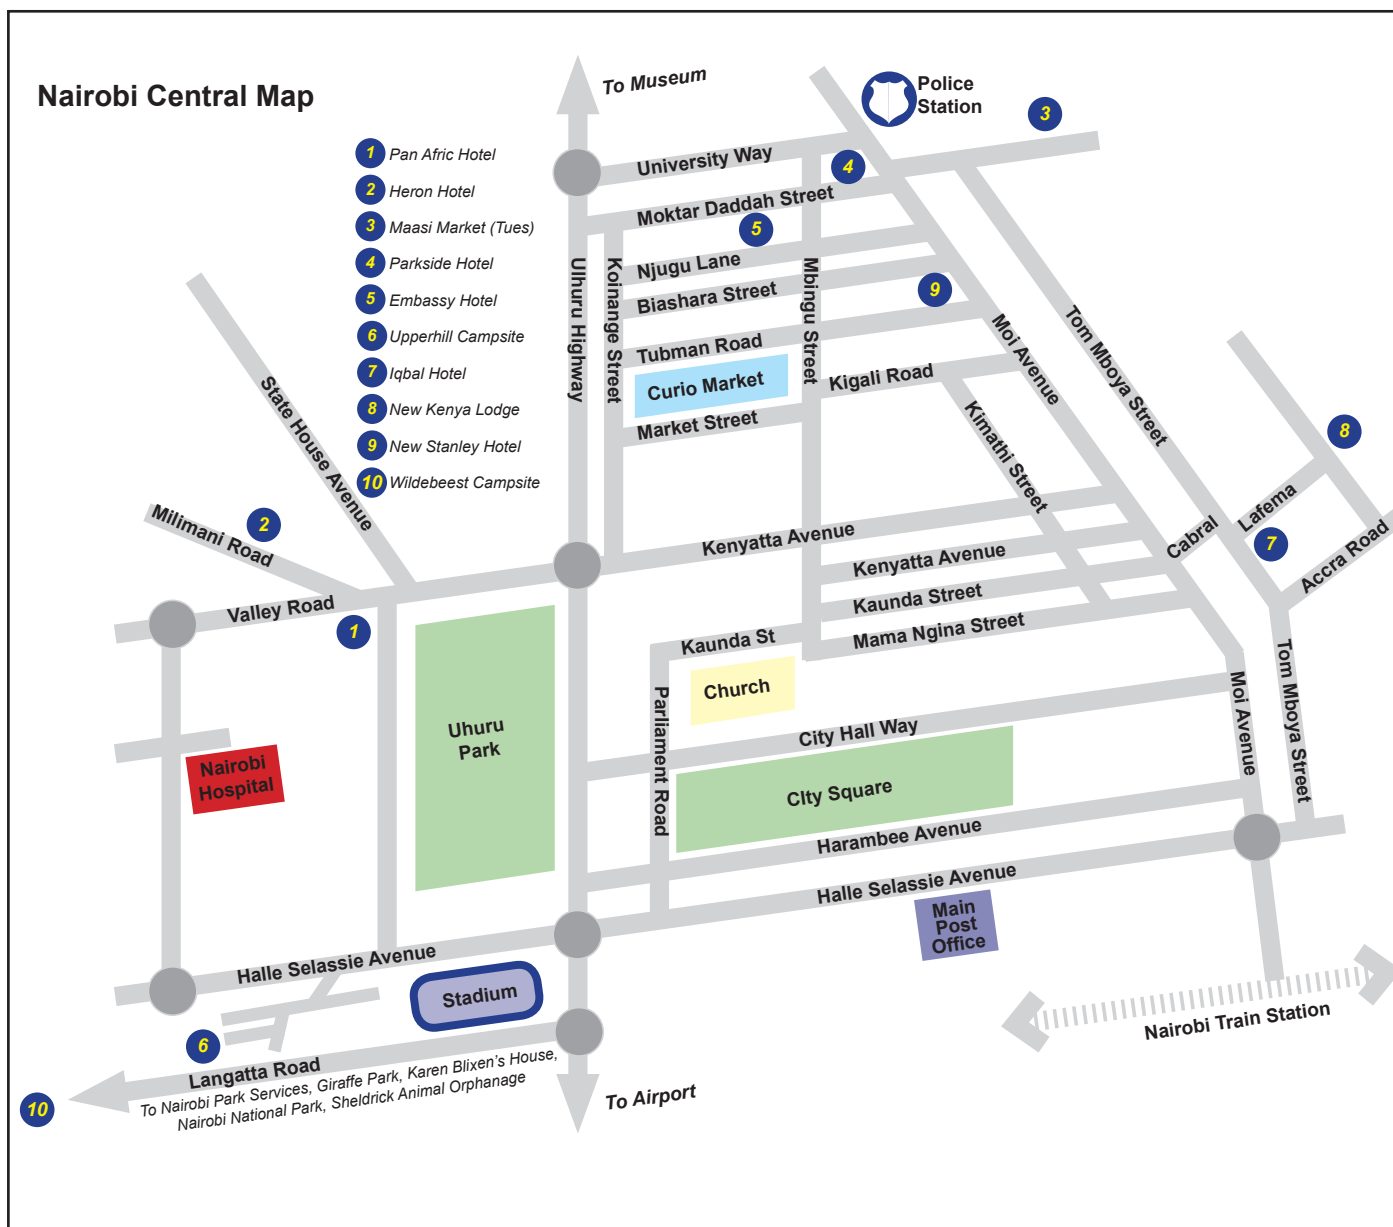 Nairobi Central Map
To Museum
Police
Station
1 Pan Afric Hotel
2 Heron Hotel
3 Maasi Market (Tues)
4 Parkside Hotel
5 Embassy Hotel
6 Upperhill Campsite
7 Iqbal Hotel
8 New Kenya Lodge
9 New Stanley Hotel
10 Wildebeest Campsite
3
University Way
4
Moktar Daddah Street
5
Njugu Lane
Biashara Street
9
Tubman Road
Curio Market
Kigali Road
Market Street
Ulhuru Highway
Koinange Street
Mbingu Street
Moi Avenue
Tom Mboya Street
Kimathi Street
8
State House Avenue
2
Milimani Road
Valley Road
1
Kenyatta Avenue
Kenyatta Avenue
Cabral
Lafema
7
Accra Road
Kaunda Street
Kaunda St
Mama Ngina Street
Church
Parliament Road
Moi Avenue
Tom Mboya Street
Uhuru
Park
City Hall Way
Nairobi
Hospital
CIty Square
Harambee Avenue
Halle Selassie Avenue
Main
Post
Office
Halle Selassie Avenue
Stadium
Nairobi Train Station
6
Langatta Road
10
To Nairobi Park Services, Giraffe Park, Karen Blixen's House,
Nairobi National Park, Sheldrick Animal Orphanage
To Airport